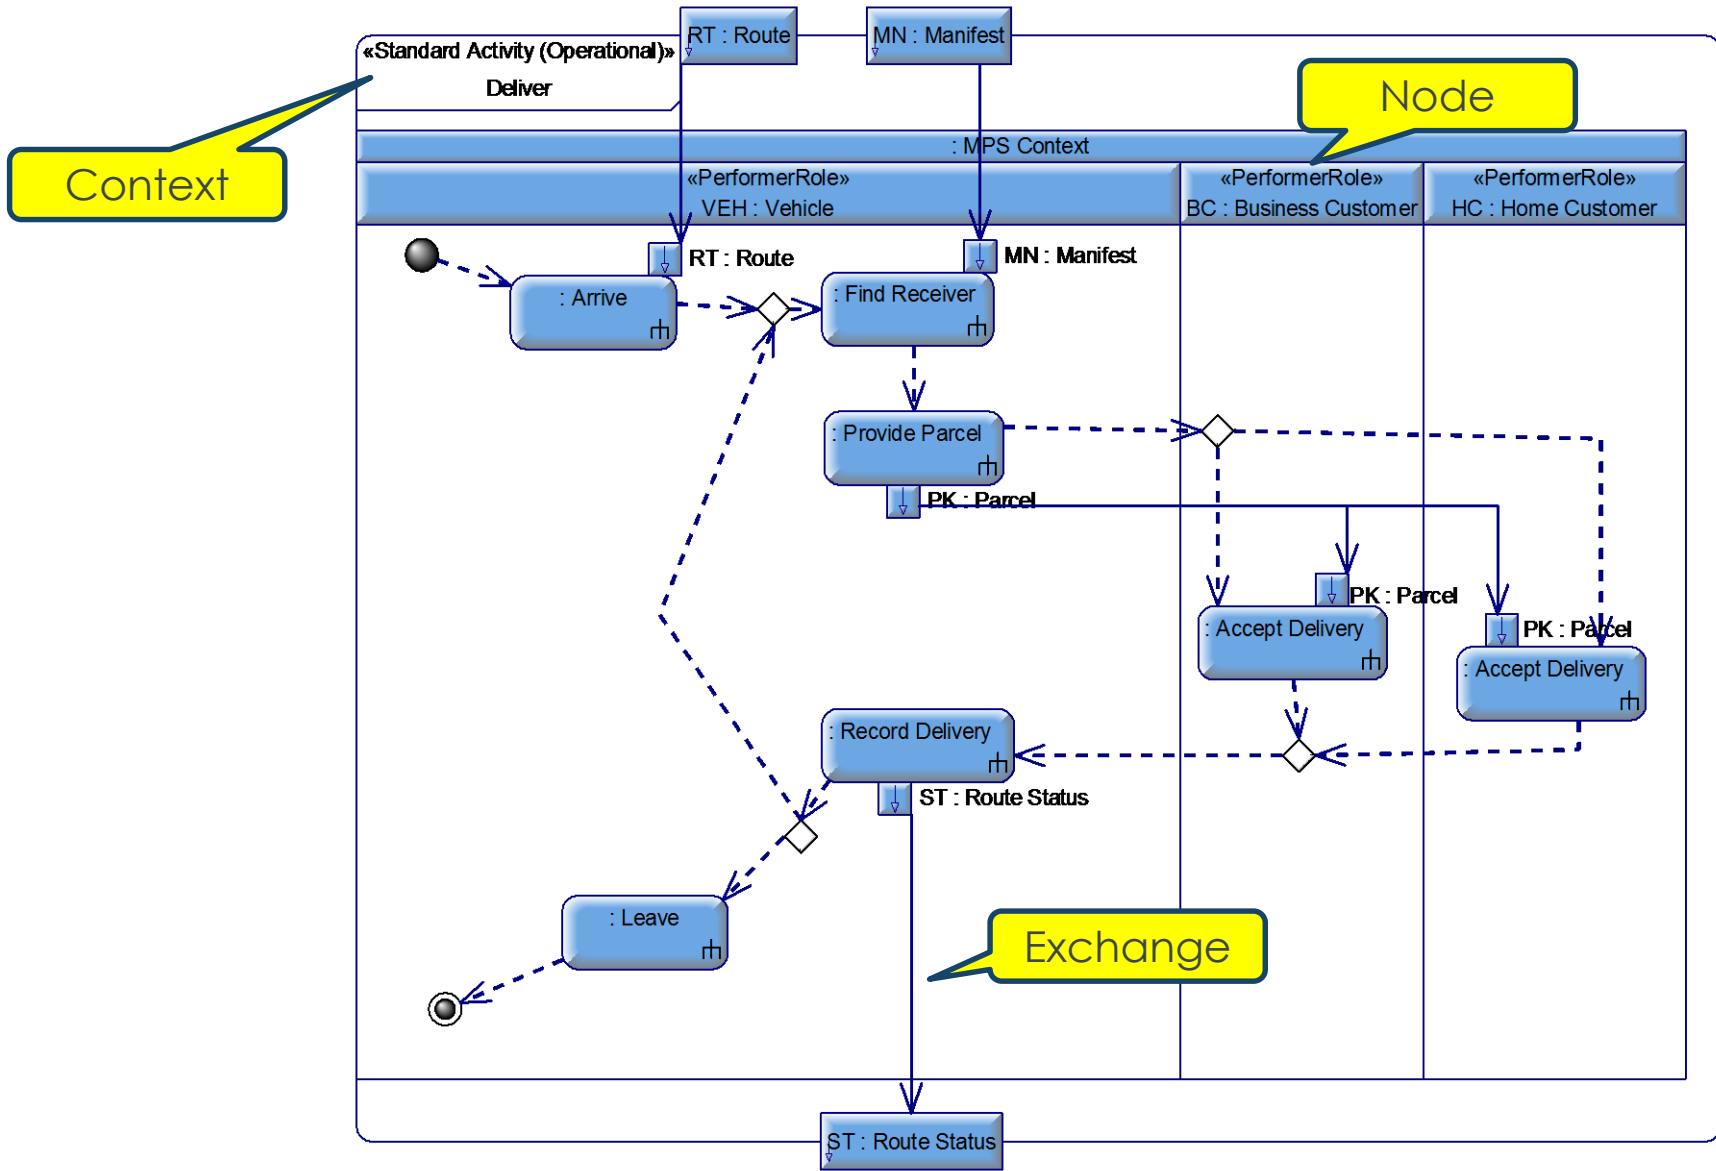 RT : Route
MN : Manifest
«Standard Activity (Operational)»
Deliver
Node
Context
: MPS Context
«PerformerRole»
VEH : Vehicle
«PerformerRole»
BC : Business Customer
«PerformerRole»
HC : Home Customer
RT : Route
MN : Manifest
: Arrive
: Find Receiver
: Provide Parcel
PK : Parcel
PK : Parcel
PK : Parcel
: Accept Delivery
: Accept Delivery
: Record Delivery
ST : Route Status
: Leave
Exchange
ST : Route Status